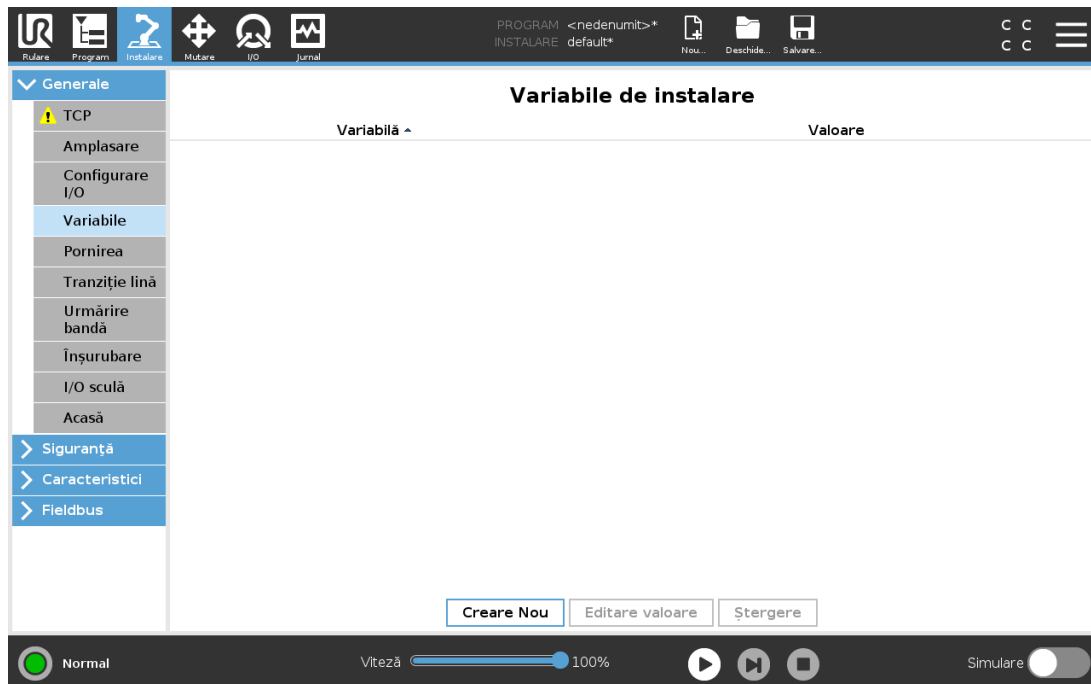 PROGRAM <nedenumit>*
INSTALARE default*
C C
C C
Rulare Program Instalare Mutare I/O Jurnal Nou... Deschide... Salvare...
Generale
TCP
Amplasare
Configurare
I/O
Variabile
Pornirea
Tranziție lină
Urmărire
bandă
Înșurubare
I/O sculă
Acasă
Siguranță
Caracteristici
Fieldbus
Variabile de instalare
Variabilă Valoare
Creare Nou Editare valoare Ștergere
Normal Viteză 100% Simulare